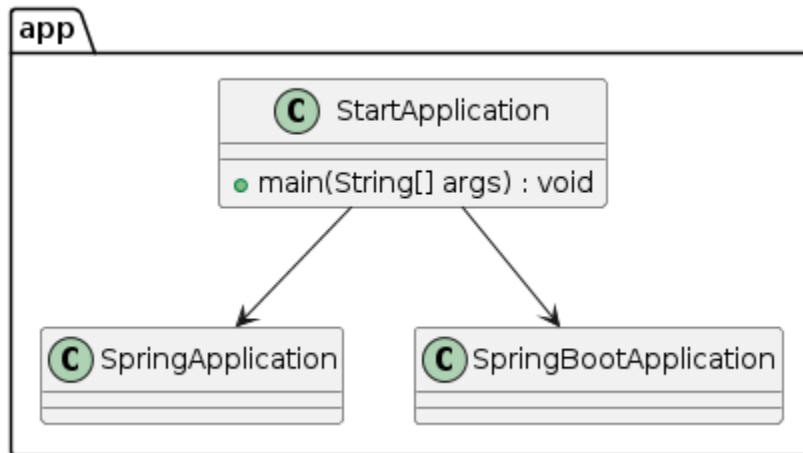 app
C StartApplication
main(String[] args) : void
C SpringApplication
C SpringBootApplication